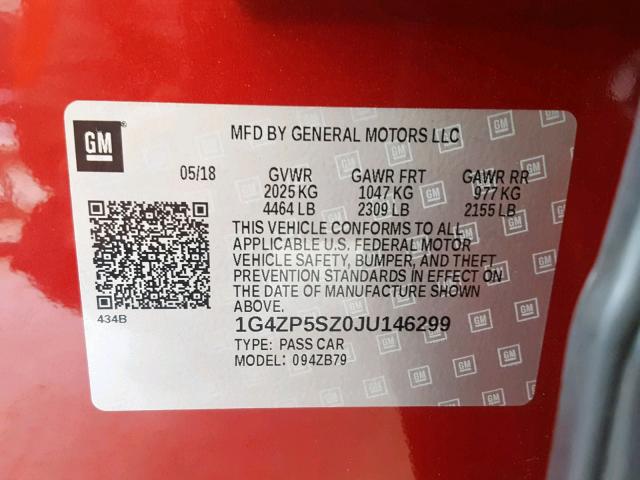 GM
MFD BY GENERAL MOTORS LLC
05/18 GVWR GAWR FRT GAWR RR
2025 KG 1047 KG 977 KG
4464 LB 2309 LB 2155 LB
THIS VEHICLE CONFORMS TO ALL
APPLICABLE U.S. FEDERAL MOTOR
VEHICLE SAFETY, BUMPER, AND THEFT
PREVENTION STANDARDS IN EFFECT ON
THE DATE OF MANUFACTURE SHOWN
ABOVE.
434B
1G4ZP5SZ0JU146299
TYPE: PASS CAR
MODEL: 094ZB79